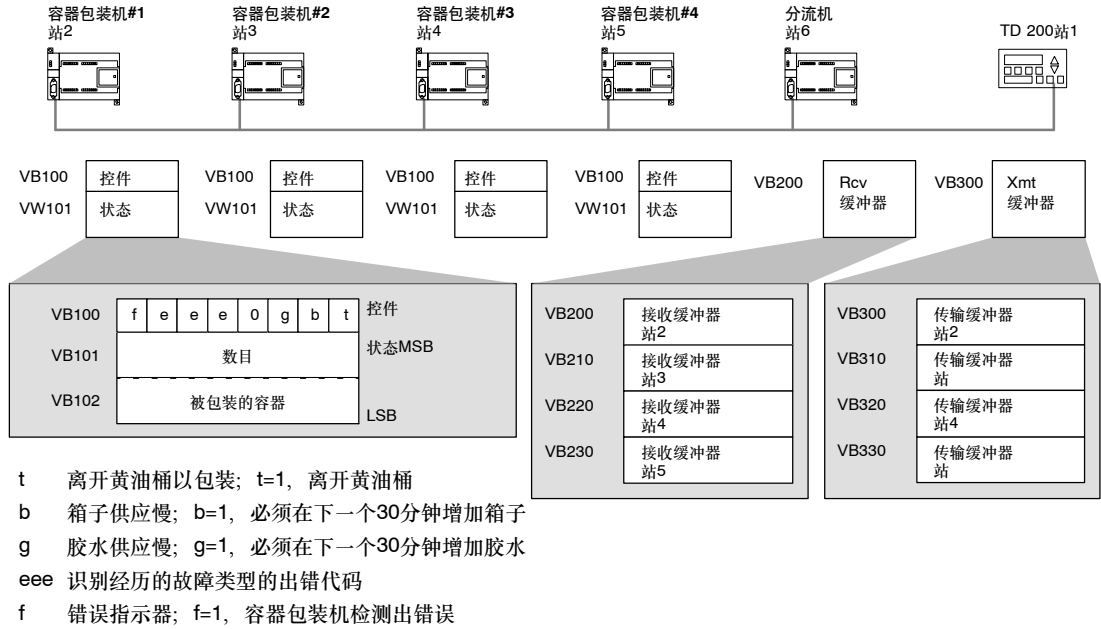 容器包装机#1
站2
容器包装机#2
站3
容器包装机#3
站4
容器包装机#4
站5
分流机
站6
TD 200站1
VB100 控件
VW101 状态
VB100 控件
VW101 状态
VB100 控件
VW101 状态
VB100 控件
VW101 状态
VB200 Rcv
缓冲器
VB300 Xmt
缓冲器
VB100 f e e e 0 g b t 控件
VB101 数目 状态MSB
VB102 被包装的容器 LSB
VB200 接收缓冲器
站2
VB210 接收缓冲器
站3
VB220 接收缓冲器
站4
VB230 接收缓冲器
站5
VB300 传输缓冲器
站2
VB310 传输缓冲器
站
VB320 传输缓冲器
站4
VB330 传输缓冲器
站
t 离开黄油桶以包装; t=1, 离开黄油桶
b 箱子供应慢; b=1, 必须在下一个30分钟增加箱子
g 胶水供应慢; g=1, 必须在下一个30分钟增加胶水
eee 识别经历的故障类型的出错代码
f 错误指示器; f=1, 容器包装机检测出错误